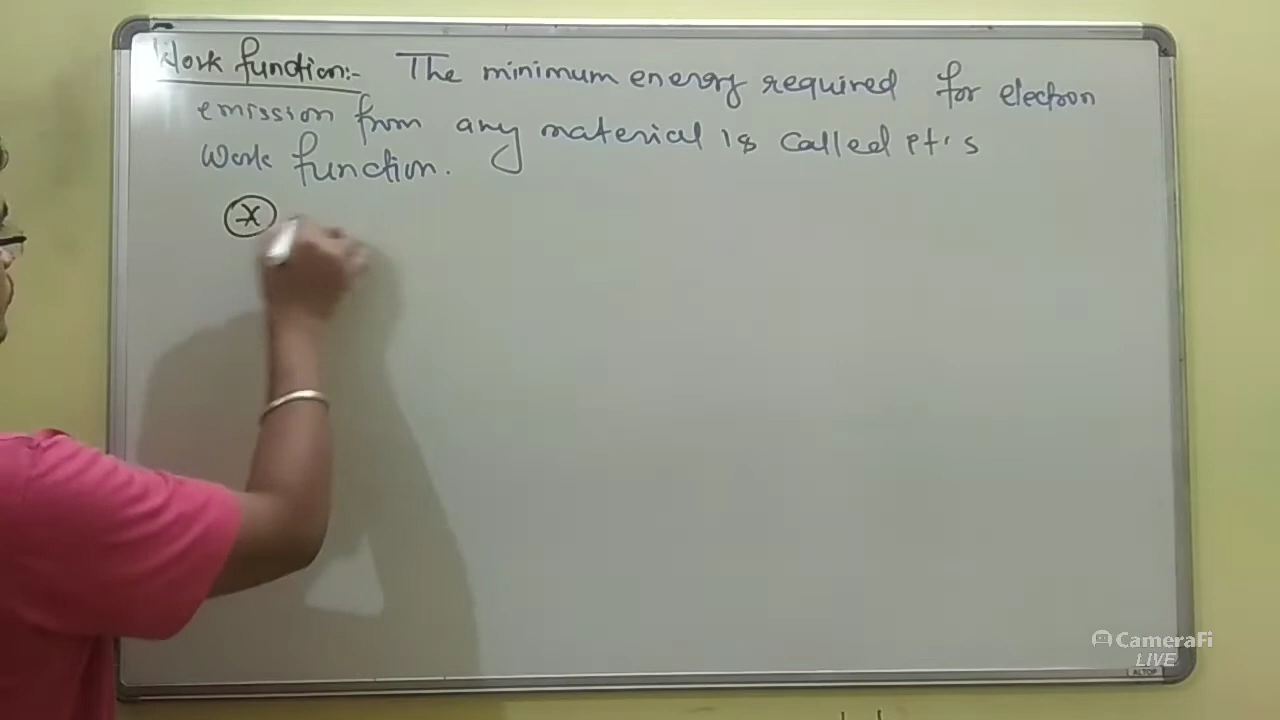 Work function:- The minimum energy required for electron
emission from any material is called it's
Work function.
CameraFi
LIVE
ALTOP